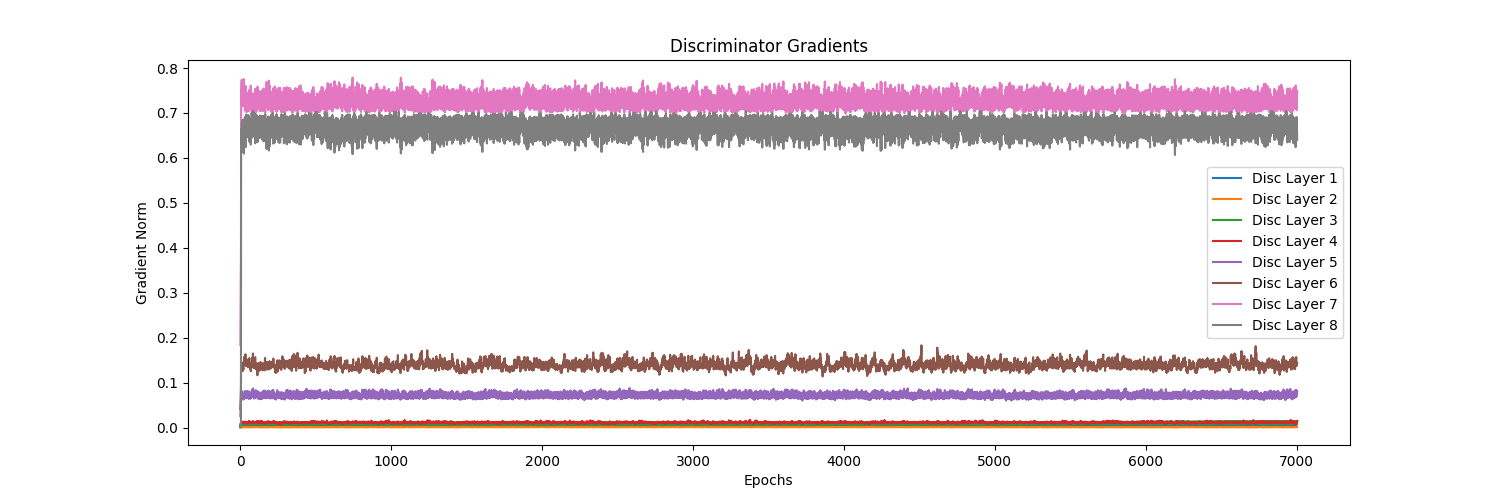 Discriminator Gradients
Gradient Norm
0.8
0.7
0.6
0.5
0.4
0.3
0.2
0.1
0.0
Disc Layer 1
Disc Layer 2
Disc Layer 3
Disc Layer 4
Disc Layer 5
Disc Layer 6
Disc Layer 7
Disc Layer 8
0 1000 2000 3000 4000 5000 6000 7000
Epochs